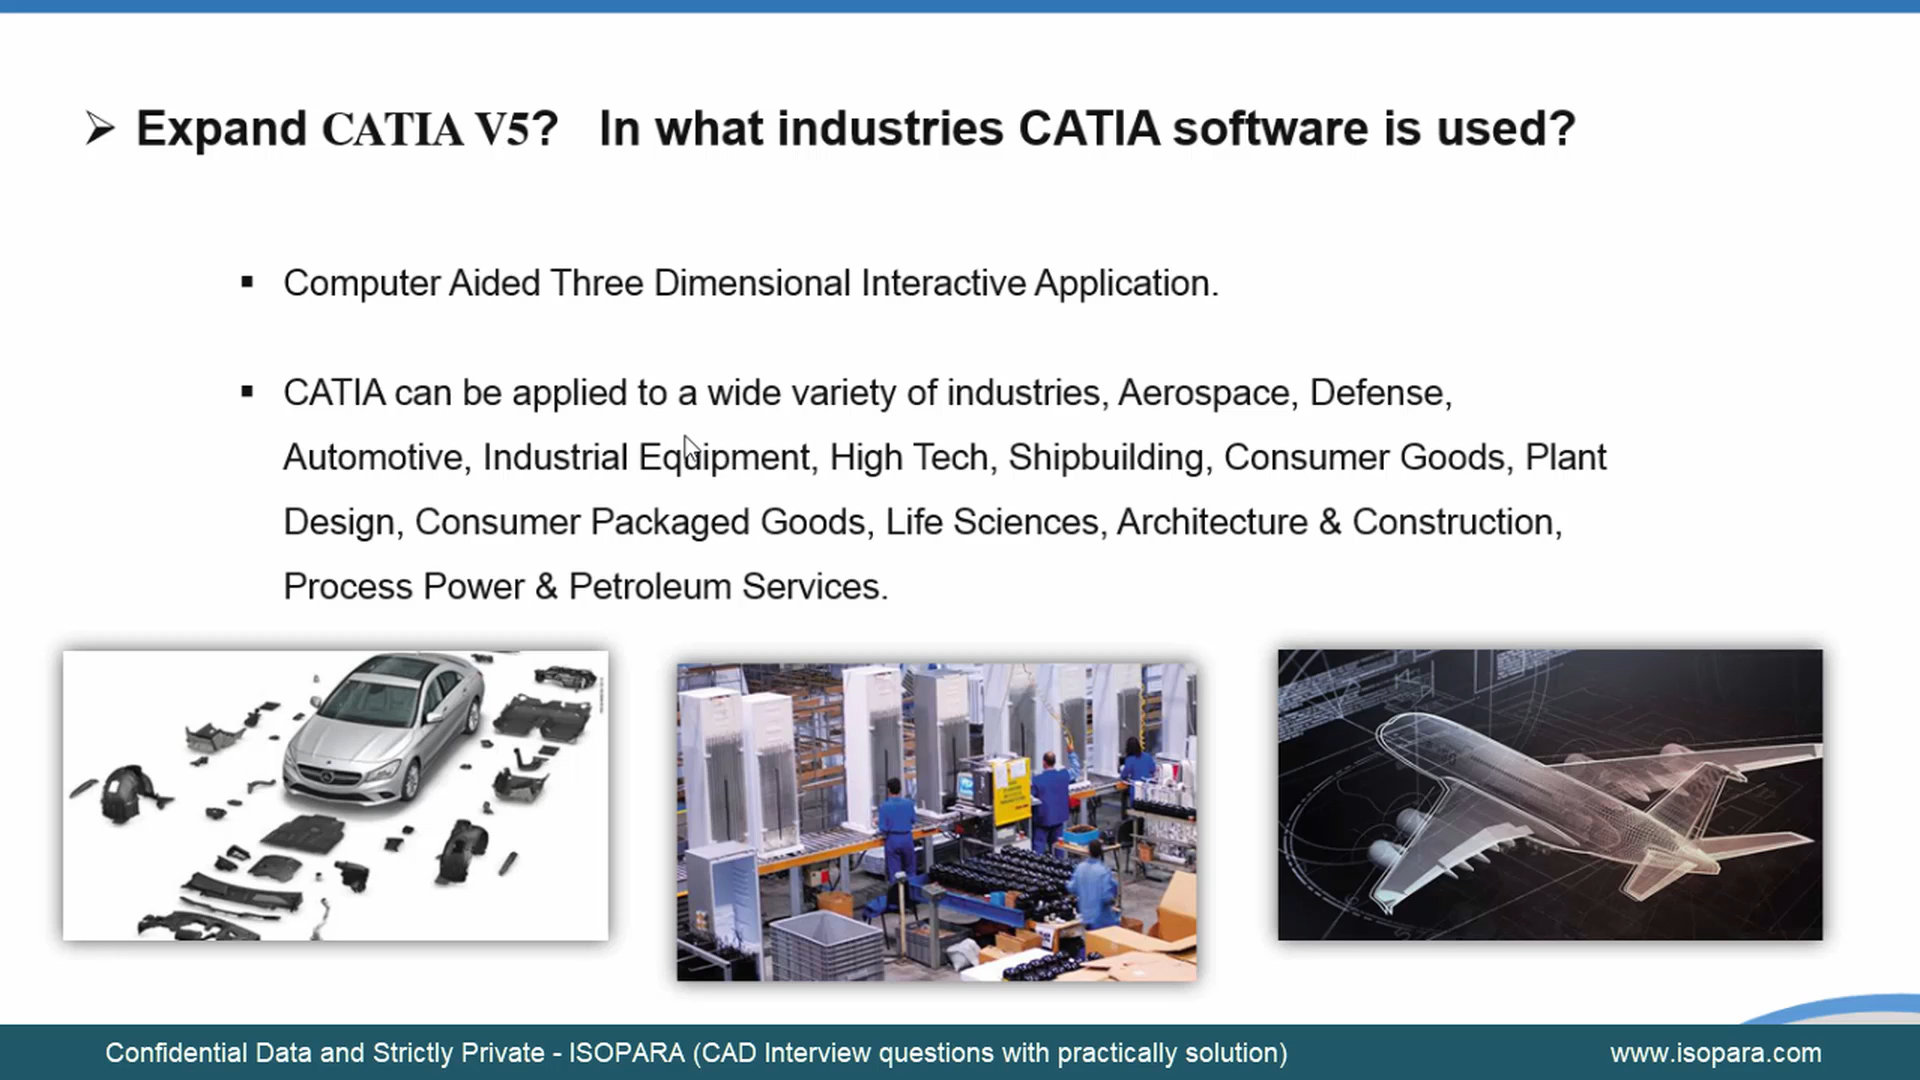 ➢ Expand CATIA V5? In what industries CATIA software is used?
▪ Computer Aided Three Dimensional Interactive Application.
▪ CATIA can be applied to a wide variety of industries, Aerospace, Defense,
Automotive, Industrial Equipment, High Tech, Shipbuilding, Consumer Goods, Plant
Design, Consumer Packaged Goods, Life Sciences, Architecture & Construction,
Process Power & Petroleum Services.
Confidential Data and Strictly Private - ISOPARA (CAD Interview questions with practically solution)
www.isopara.com